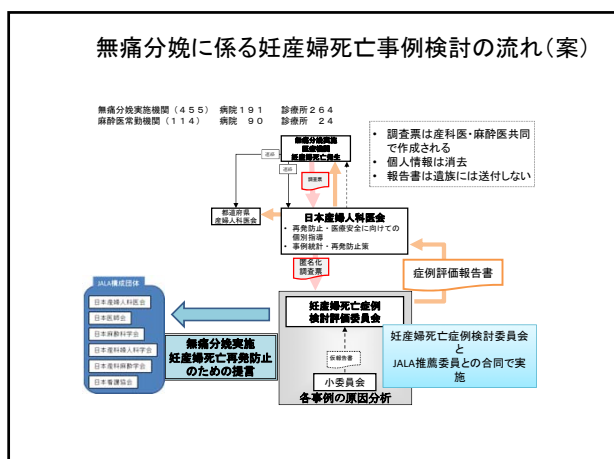 無痛分娩に係る妊産婦死亡事例検討の流れ(案)
無痛分娩実施機関(455) 病院191 診療所264
麻酔医常勤機関(114) 病院 90 診療所 24
無痛分娩実施
医療機関
妊産婦死亡発生
• 調査票は産科医・麻酔医共同
で作成される
• 個人情報は消去
• 報告書は遺族には送付しない
調査票
都道府県
産婦人科医会
日本産婦人科医会
• 再発防止・医療安全に向けての
個別指導
• 事例統計・再発防止策
匿名化
調査票
症例評価報告書
JALA構成団体
日本産婦人科医会
日本医師会
日本麻酔科学会
日本産科婦人科学会
日本産科麻酔学会
日本看護協会
無痛分娩実施
妊産婦死亡再発防止
のための提言
妊産婦死亡症例
検討評価委員会
仮報告書
小委員会
各事例の原因分析
妊産婦死亡症例検討委員会
と
JALA推薦委員との合同で実
施